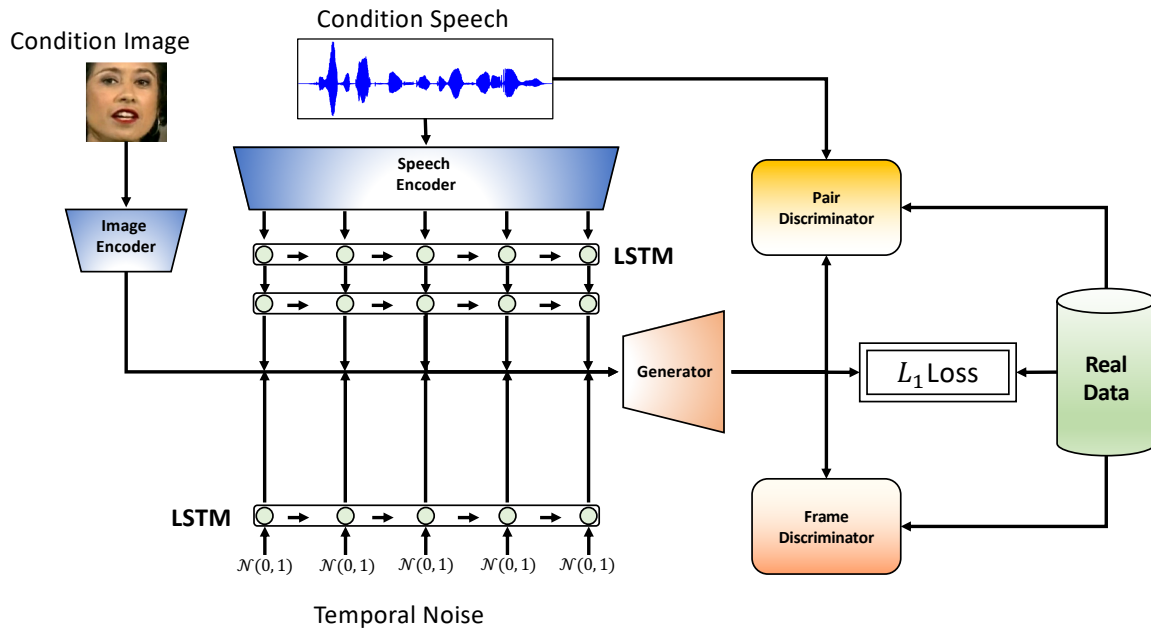 Condition Speech
Condition Image
Speech
Encoder
Pair
Discriminator
Image
Encoder
LSTM
Generator
L₁ Loss
Real
Data
LSTM
Frame
Discriminator
𝒩(0, 1) 𝒩(0, 1) 𝒩(0, 1) 𝒩(0, 1) 𝒩(0, 1)
Temporal Noise